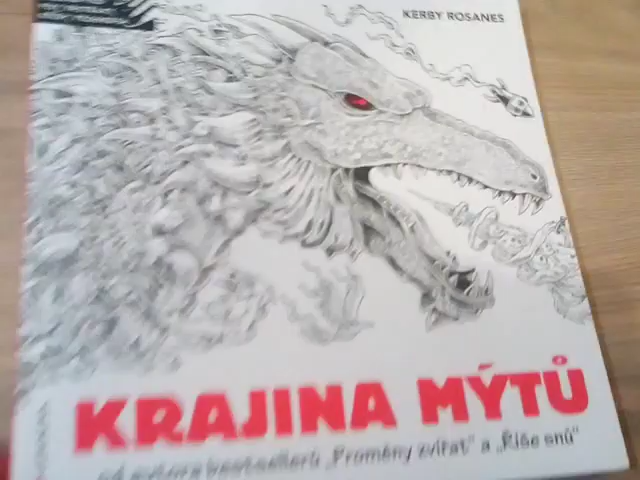 KERBY ROSANES
KRAJINA MÝTŮ
od autora bestsellerů „Proměny zvířat" a „Říše snů"